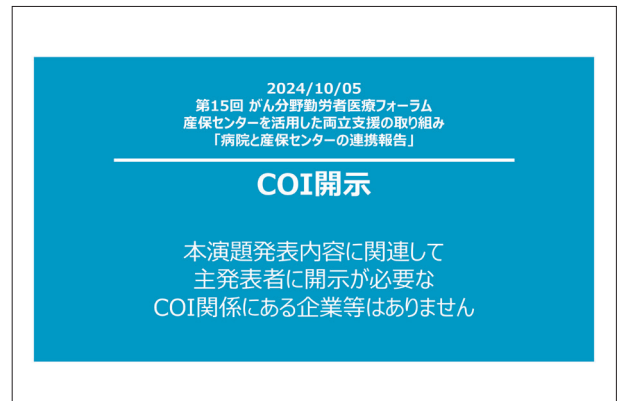 2024/10/05
第15回 がん分野勤労者医療フォーラム
産保センターを活用した両立支援の取り組み
「病院と産保センターの連携報告」
COI開示
本演題発表内容に関連して
主発表者に開示が必要な
COI関係にある企業等はありません